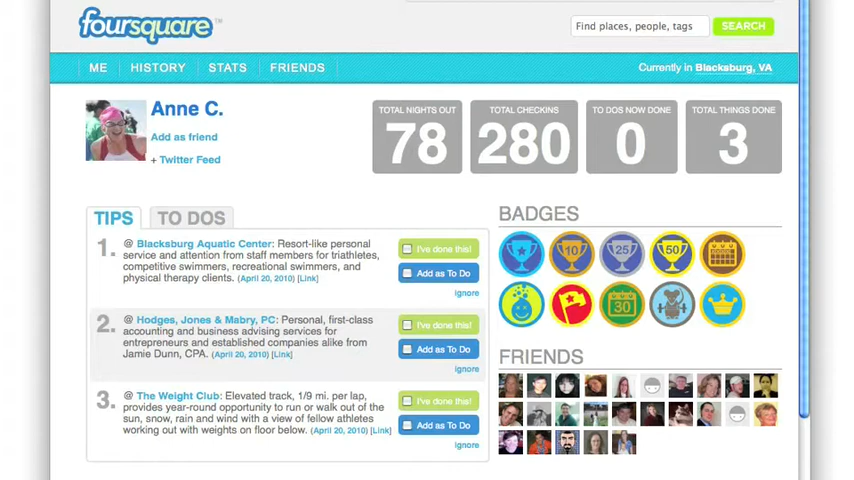 foursquare™
Find places, people, tags
SEARCH
ME HISTORY STATS FRIENDS
Currently in Blacksburg, VA
Anne C.
Add as friend
+ Twitter Feed
TOTAL NIGHTS OUT
78
TOTAL CHECKINS
280
TO DOS NOW DONE
0
TOTAL THINGS DONE
3
TIPS TO DOS
1. @ Blacksburg Aquatic Center: Resort-like personal
service and attention from staff members for triathletes,
competitive swimmers, recreational swimmers, and
physical therapy clients. (April 20, 2010) [Link]
I've done this!
Add as To Do
ignore
2. @ Hodges, Jones & Mabry, PC: Personal, first-class
accounting and business advising services for
entrepreneurs and established companies alike from
Jamie Dunn, CPA. (April 20, 2010) [Link]
I've done this!
Add as To Do
ignore
3. @ The Weight Club: Elevated track, 1/9 mi. per lap,
provides year-round opportunity to run or walk out of the
sun, snow, rain and wind with a view of fellow athletes
working out with weights on floor below. (April 20, 2010) [Link]
I've done this!
Add as To Do
ignore
BADGES
10 25 50
30
FRIENDS